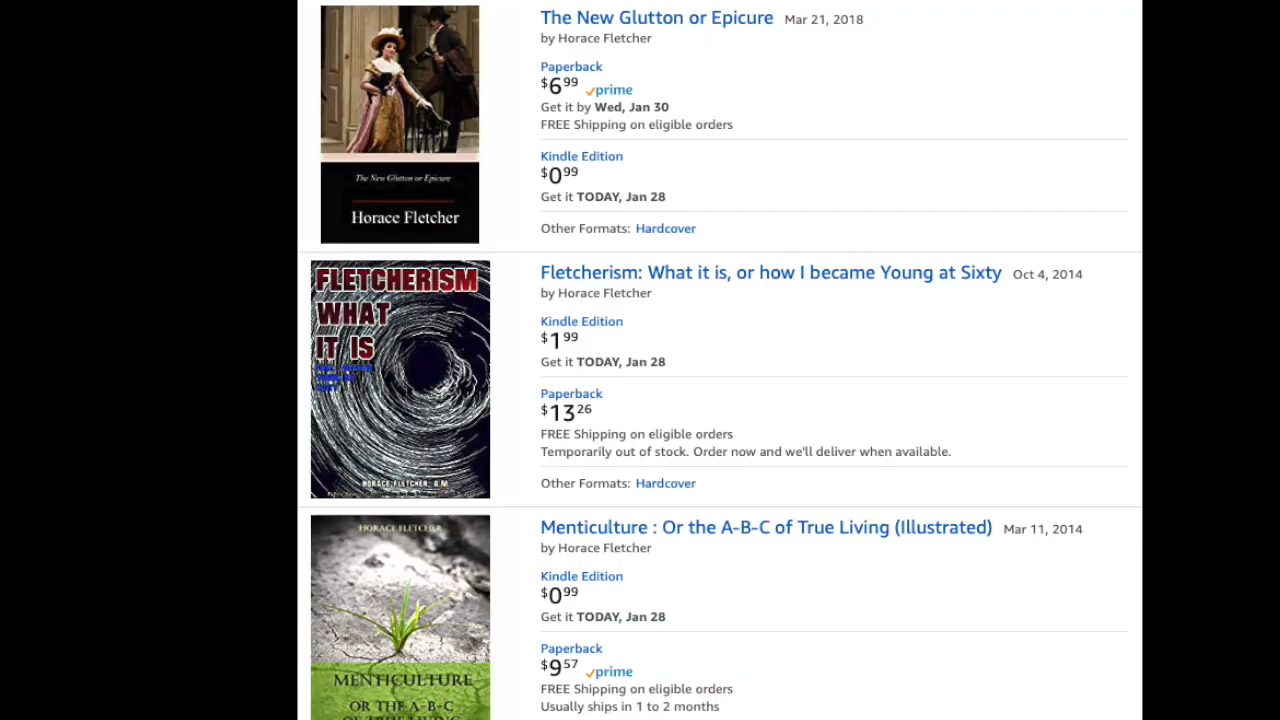 The New Glutton or Epicure Mar 21, 2018
by Horace Fletcher
Paperback
$6.99 prime
Get it by Wed, Jan 30
FREE Shipping on eligible orders
Kindle Edition
$0.99
Get it TODAY, Jan 28
Other Formats: Hardcover
The New Glutton or Epicure
Horace Fletcher
Fletcherism: What it is, or how I became Young at Sixty Oct 4, 2014
by Horace Fletcher
Kindle Edition
$1.99
Get it TODAY, Jan 28
Paperback
$13.26
FREE Shipping on eligible orders
Temporarily out of stock. Order now and we'll deliver when available.
Other Formats: Hardcover
FLETCHERISM
WHAT
IT IS
HORACE FLETCHER, A.M
Menticulture : Or the A-B-C of True Living (Illustrated) Mar 11, 2014
by Horace Fletcher
Kindle Edition
$0.99
Get it TODAY, Jan 28
Paperback
$9.57 prime
FREE Shipping on eligible orders
Usually ships in 1 to 2 months
HORACE FLETCHER
MENTICULTURE
OR THE A-B-C
OF TRUE LIVING